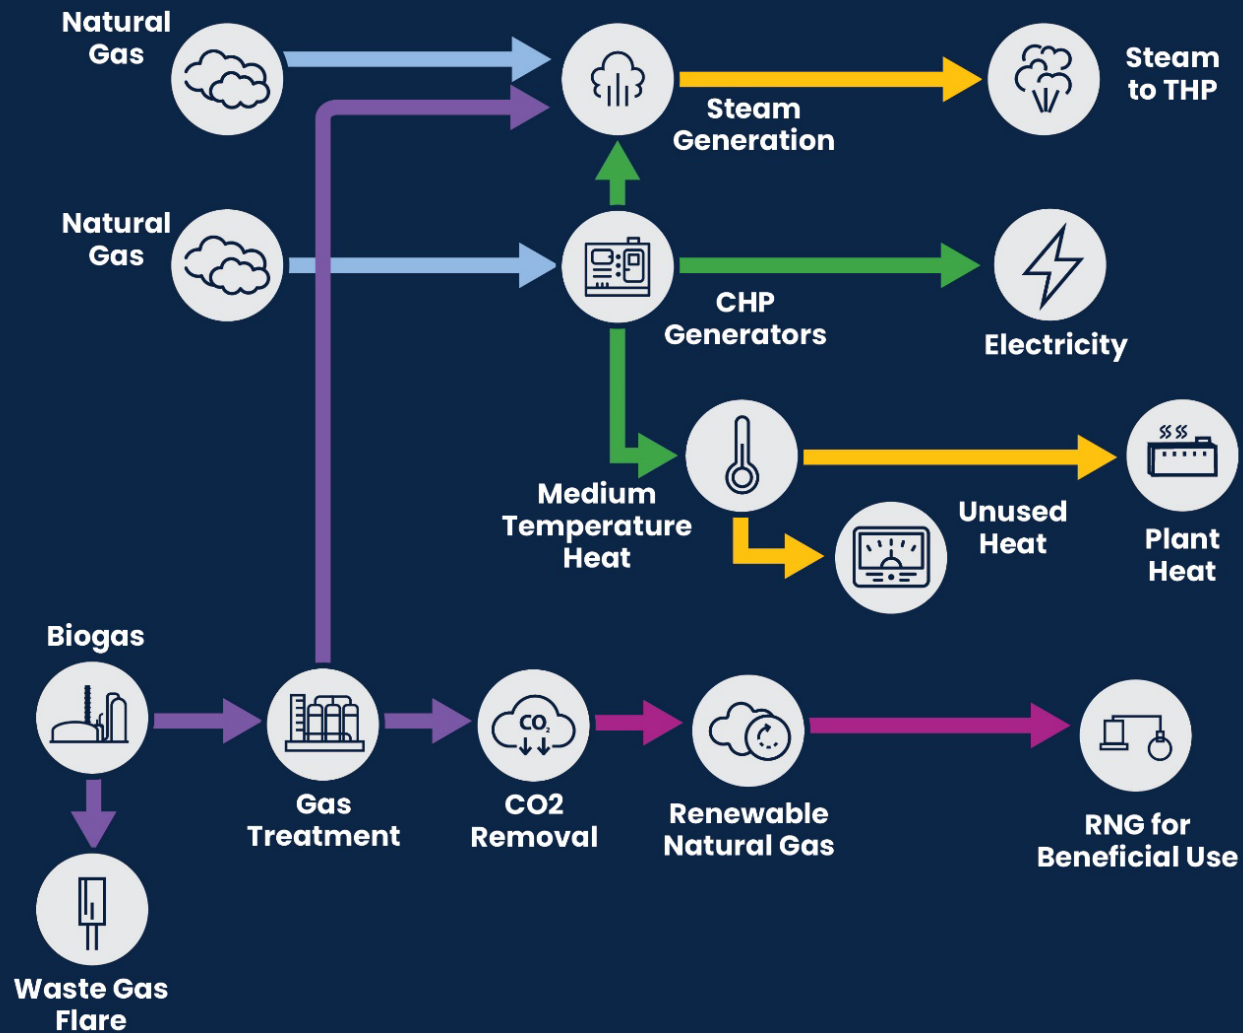 Natural
Gas
Steam
to THP
Steam
Generation
Natural
Gas
CHP
Generators
Electricity
Medium
Temperature
Heat
Unused
Heat
Plant
Heat
Biogas
CO₂
Gas
Treatment
CO2
Removal
Renewable
Natural Gas
RNG for
Beneficial Use
Waste Gas
Flare